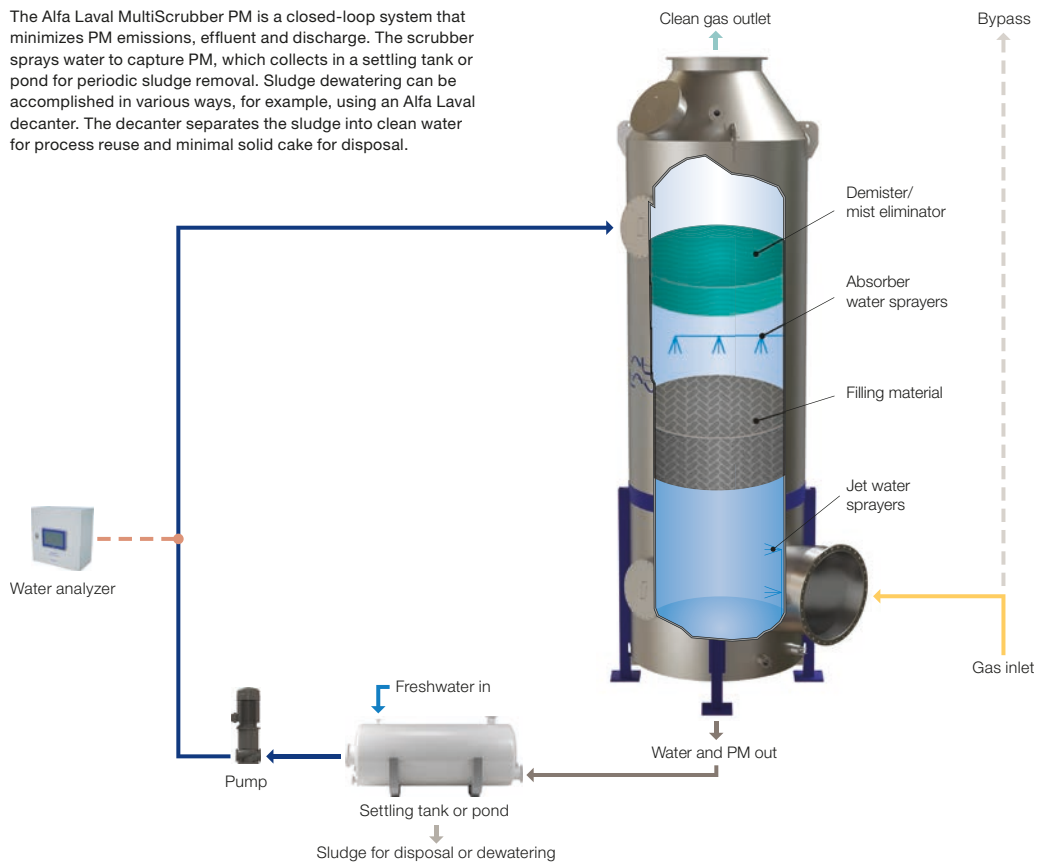 The Alfa Laval MultiScrubber PM is a closed-loop system that
minimizes PM emissions, effluent and discharge. The scrubber
sprays water to capture PM, which collects in a settling tank or
pond for periodic sludge removal. Sludge dewatering can be
accomplished in various ways, for example, using an Alfa Laval
decanter. The decanter separates the sludge into clean water
for process reuse and minimal solid cake for disposal.
Clean gas outlet
Bypass
Demister/
mist eliminator
Absorber
water sprayers
Filling material
Jet water
sprayers
Water analyzer
Gas inlet
Freshwater in
Water and PM out
Pump
Settling tank or pond
Sludge for disposal or dewatering